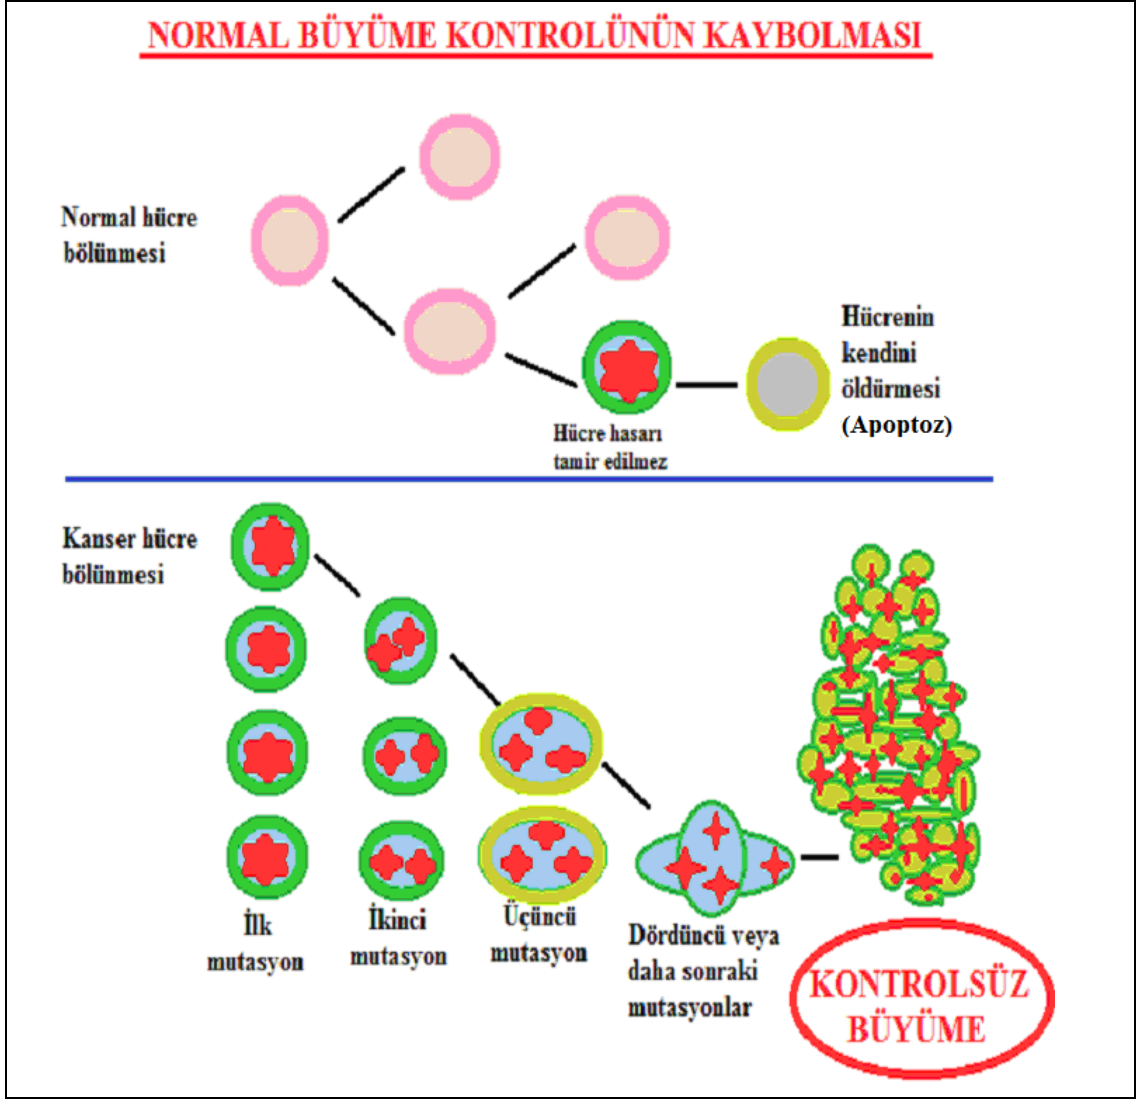 NORMAL BÜYÜME KONTROLÜNÜN KAYBOLMASI
Normal hücre
bölünmesi
Hücrenin
kendini
öldürmesi
(Apoptoz)
Hücre hasarı
tamir edilmez
Kanser hücre
bölünmesi
İlk
mutasyon
İkinci
mutasyon
Üçüncü
mutasyon
Dördüncü veya
daha sonraki
mutasyonlar
KONTROLSÜZ
BÜYÜME